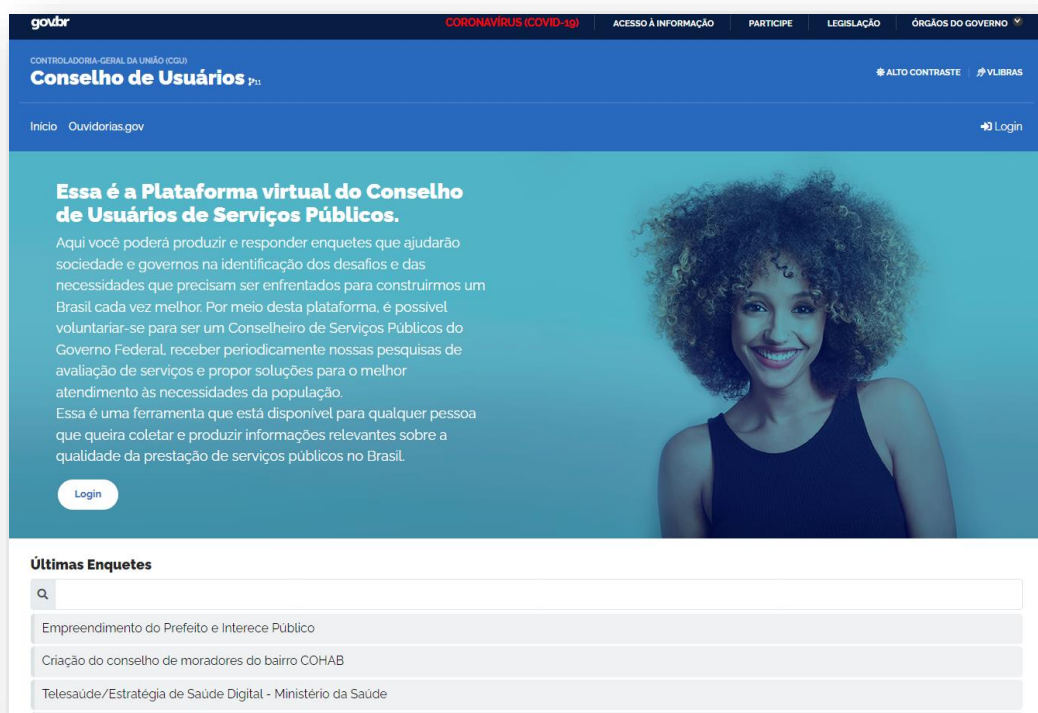 gov.br
CORONAVÍRUS (COVID-19)
ACESSO À INFORMAÇÃO
PARTICIPE
LEGISLAÇÃO
ÓRGÃOS DO GOVERNO
CONTROLADORIA-GERAL DA UNIÃO (CGU)
Conselho de Usuários P11
ALTO CONTRASTE
VLIBRAS
Início
Ouvidorias.gov
Login
Essa é a Plataforma virtual do Conselho
de Usuários de Serviços Públicos.
Aqui você poderá produzir e responder enquetes que ajudarão
sociedade e governos na identificação dos desafios e das
necessidades que precisam ser enfrentados para construirmos um
Brasil cada vez melhor. Por meio desta plataforma, é possível
voluntariar-se para ser um Conselheiro de Serviços Públicos do
Governo Federal, receber periodicamente nossas pesquisas de
avaliação de serviços e propor soluções para o melhor
atendimento às necessidades da população.
Essa é uma ferramenta que está disponível para qualquer pessoa
que queira coletar e produzir informações relevantes sobre a
qualidade da prestação de serviços públicos no Brasil.
Login
Últimas Enquetes
Empreendimento do Prefeito e Interece Público
Criação do conselho de moradores do bairro COHAB
Telesaúde/Estratégia de Saúde Digital - Ministério da Saúde